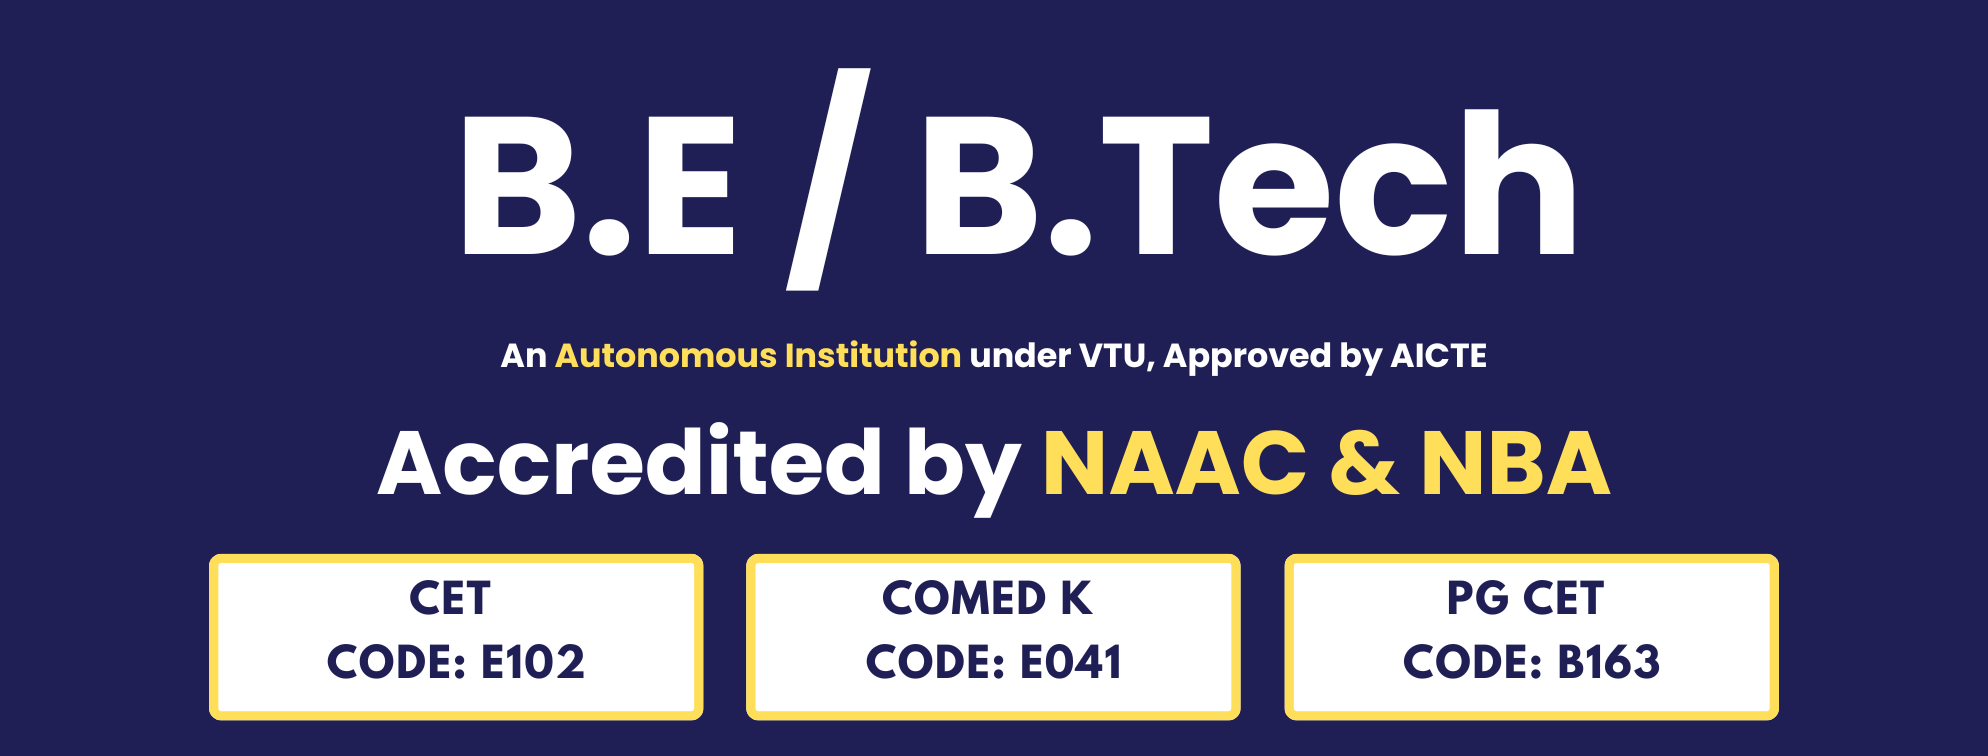 B.E / B.Tech
An Autonomous Institution under VTU, Approved by AICTE
Accredited by NAAC & NBA
CET
CODE: E102
COMED K
CODE: E041
PG CET
CODE: B163